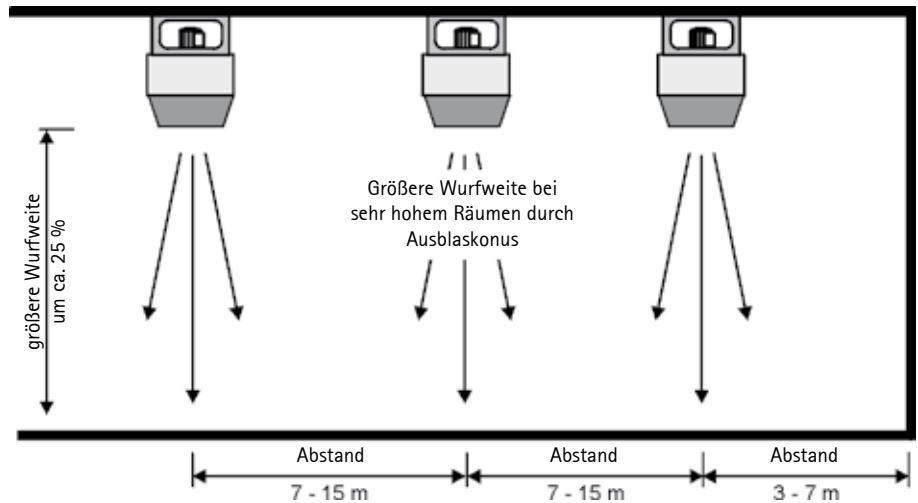 Größere Wurfweite bei
sehr hohem Räumen durch
Ausblaskonus
größere Wurfweite
um ca. 25 %
Abstand
7 - 15 m
Abstand
7 - 15 m
Abstand
3 - 7 m